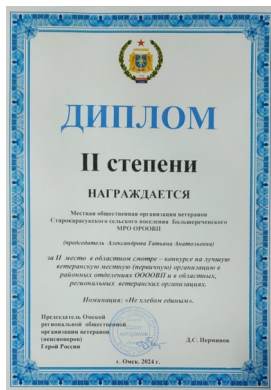 ДИПЛОМ
II степени
НАГРАЖДАЕТСЯ
Местная общественная организация ветеранов
Старокарасукского сельского поселения Большереченского
МРО ОРООВП
(председатель Александрова Татьяна Анатольевна)
за II место в областном смотре – конкурсе на лучшую
ветеранскую местную (первичную) организацию в
районных отделениях ОООВП и в областных,
региональных ветеранских организациях.
Номинация: «Не хлебом единым».
Председатель Омской
региональной общественной
организации ветеранов
(пенсионеров)
Герой России
Д.С. Перминов
г. Омск, 2024 г.